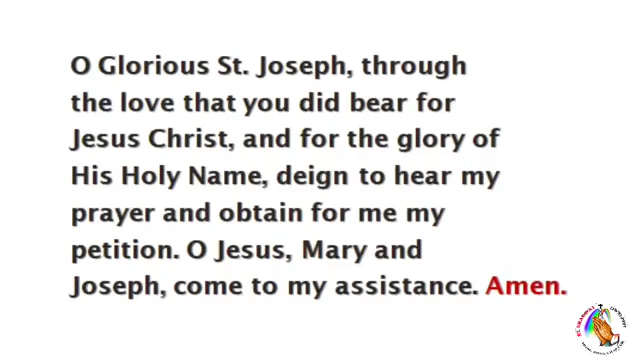 O Glorious St. Joseph, through
the love that you did bear for
Jesus Christ, and for the glory of
His Holy Name, deign to hear my
prayer and obtain for me my
petition. O Jesus, Mary and
Joseph, come to my assistance. Amen.